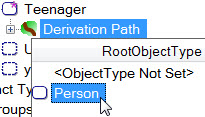 Teenager
Derivation Path
RootObjectType
<ObjectType Not Set>
Person